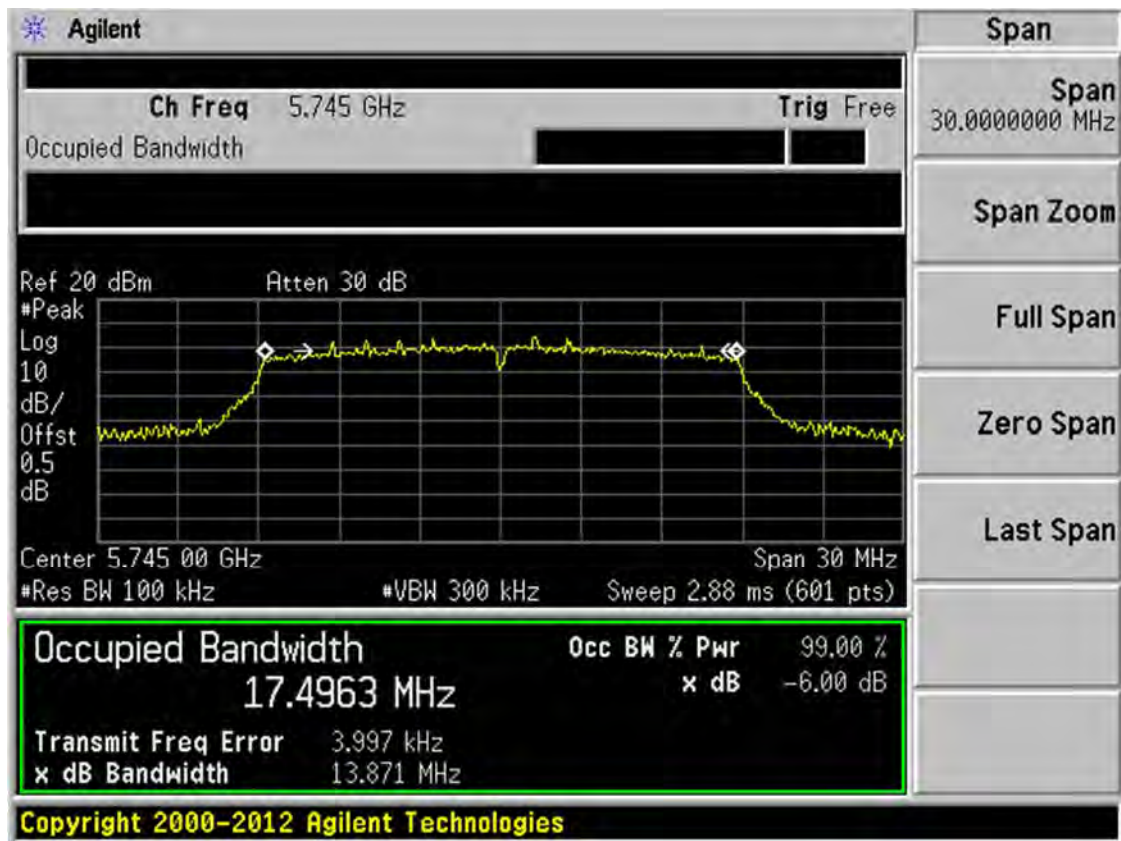 Agilent
Span
Ch Freq 5.745 GHz Trig Free
Occupied Bandwidth
Span
30.0000000 MHz
Span Zoom
Full Span
Zero Span
Last Span
Ref 20 dBm Atten 30 dB
#Peak
Log
10
dB/
Offst
0.5
dB
Center 5.745 00 GHz Span 30 MHz
#Res BW 100 kHz #VBW 300 kHz Sweep 2.88 ms (601 pts)
Occupied Bandwidth
17.4963 MHz
Occ BW % Pwr 99.00 %
x dB -6.00 dB
Transmit Freq Error 3.997 kHz
x dB Bandwidth 13.871 MHz
Copyright 2000-2012 Agilent Technologies